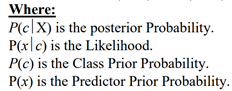 Where:
P(c|X) is the posterior Probability.
P(x|c) is the Likelihood.
P(c) is the Class Prior Probability.
P(x) is the Predictor Prior Probability.